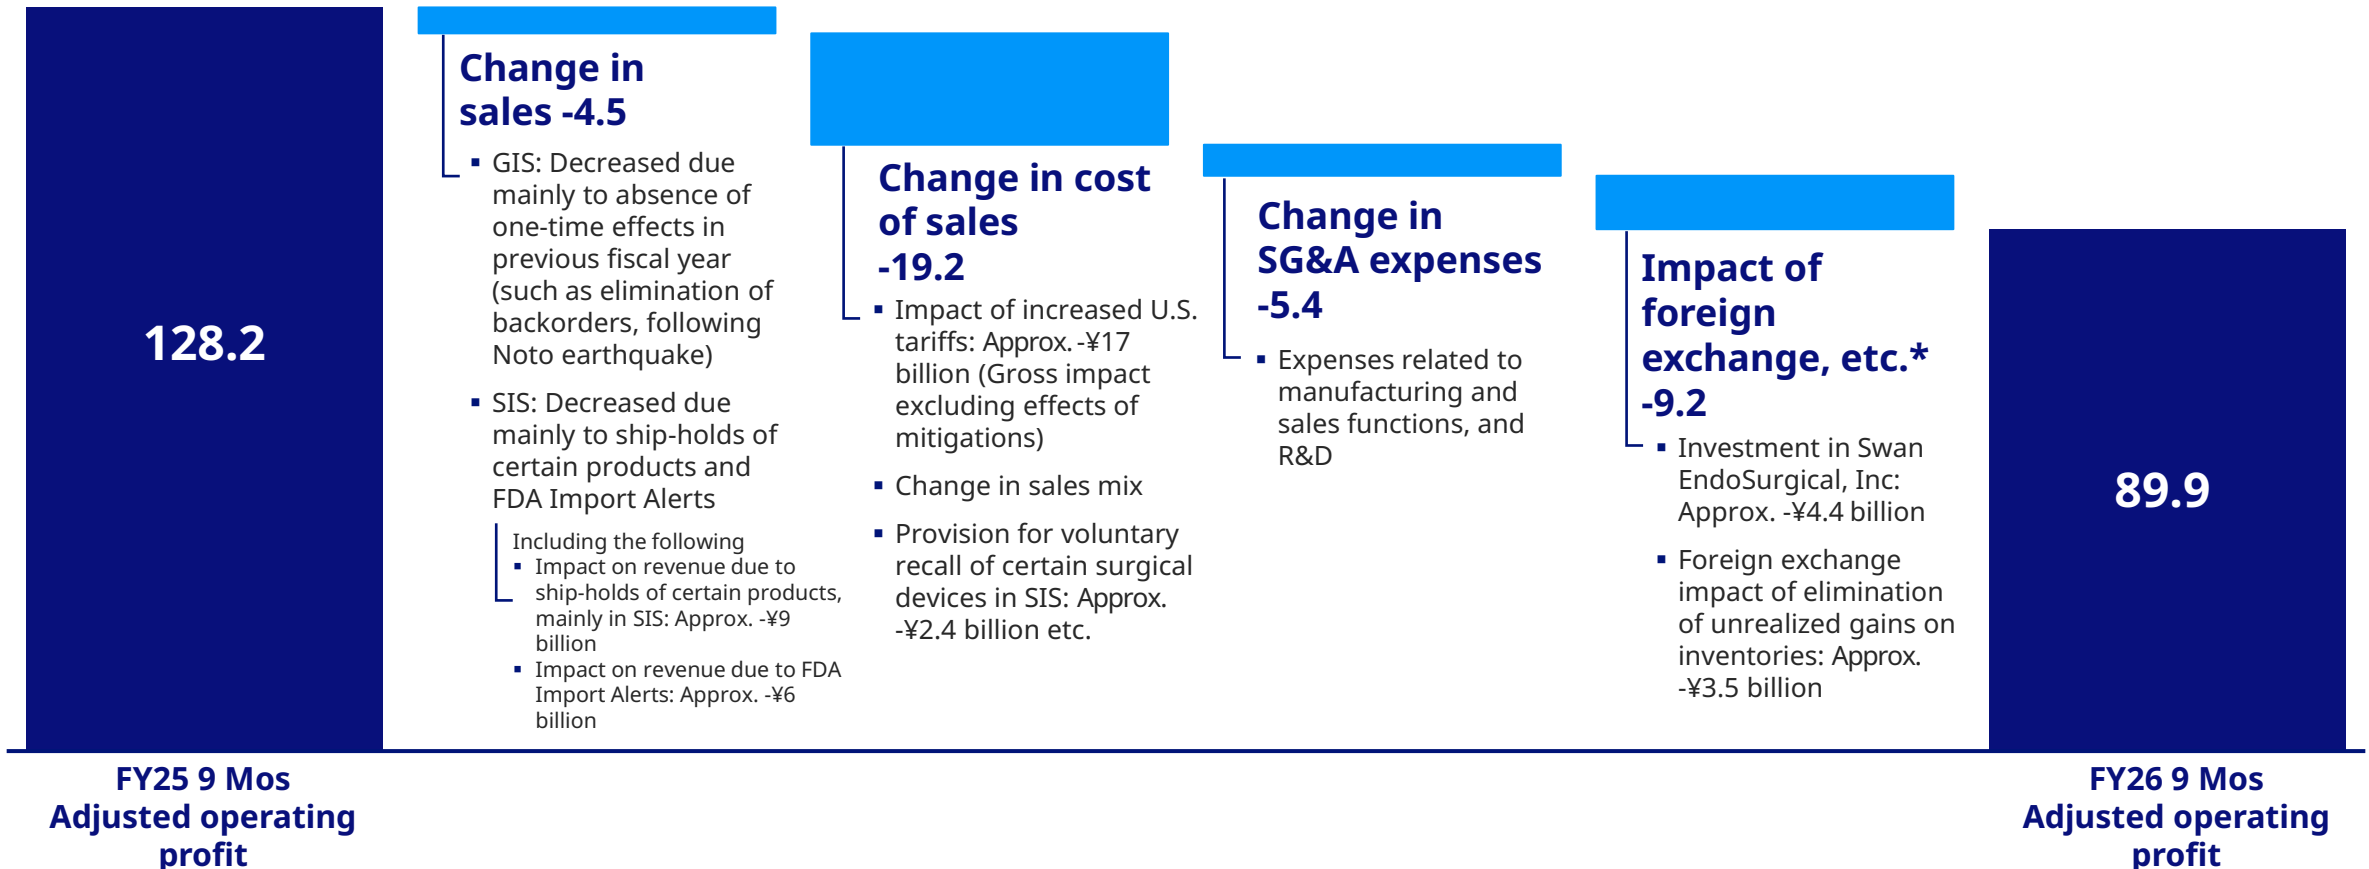 128.2
FY25 9 Mos
Adjusted operating
profit
Change in
sales -4.5
▪ GIS: Decreased due
mainly to absence of
one-time effects in
previous fiscal year
(such as elimination of
backorders, following
Noto earthquake)
▪ SIS: Decreased due
mainly to ship-holds of
certain products and
FDA Import Alerts
Including the following
▪ Impact on revenue due to
ship-holds of certain products,
mainly in SIS: Approx. -¥9
billion
▪ Impact on revenue due to FDA
Import Alerts: Approx. -¥6
billion
Change in cost
of sales
-19.2
▪ Impact of increased U.S.
tariffs: Approx. -¥17
billion (Gross impact
excluding effects of
mitigations)
▪ Change in sales mix
▪ Provision for voluntary
recall of certain surgical
devices in SIS: Approx.
-¥2.4 billion etc.
Change in
SG&A expenses
-5.4
▪ Expenses related to
manufacturing and
sales functions, and
R&D
Impact of
foreign
exchange, etc.*
-9.2
▪ Investment in Swan
EndoSurgical, Inc:
Approx. -¥4.4 billion
▪ Foreign exchange
impact of elimination
of unrealized gains on
inventories: Approx.
-¥3.5 billion
89.9
FY26 9 Mos
Adjusted operating
profit